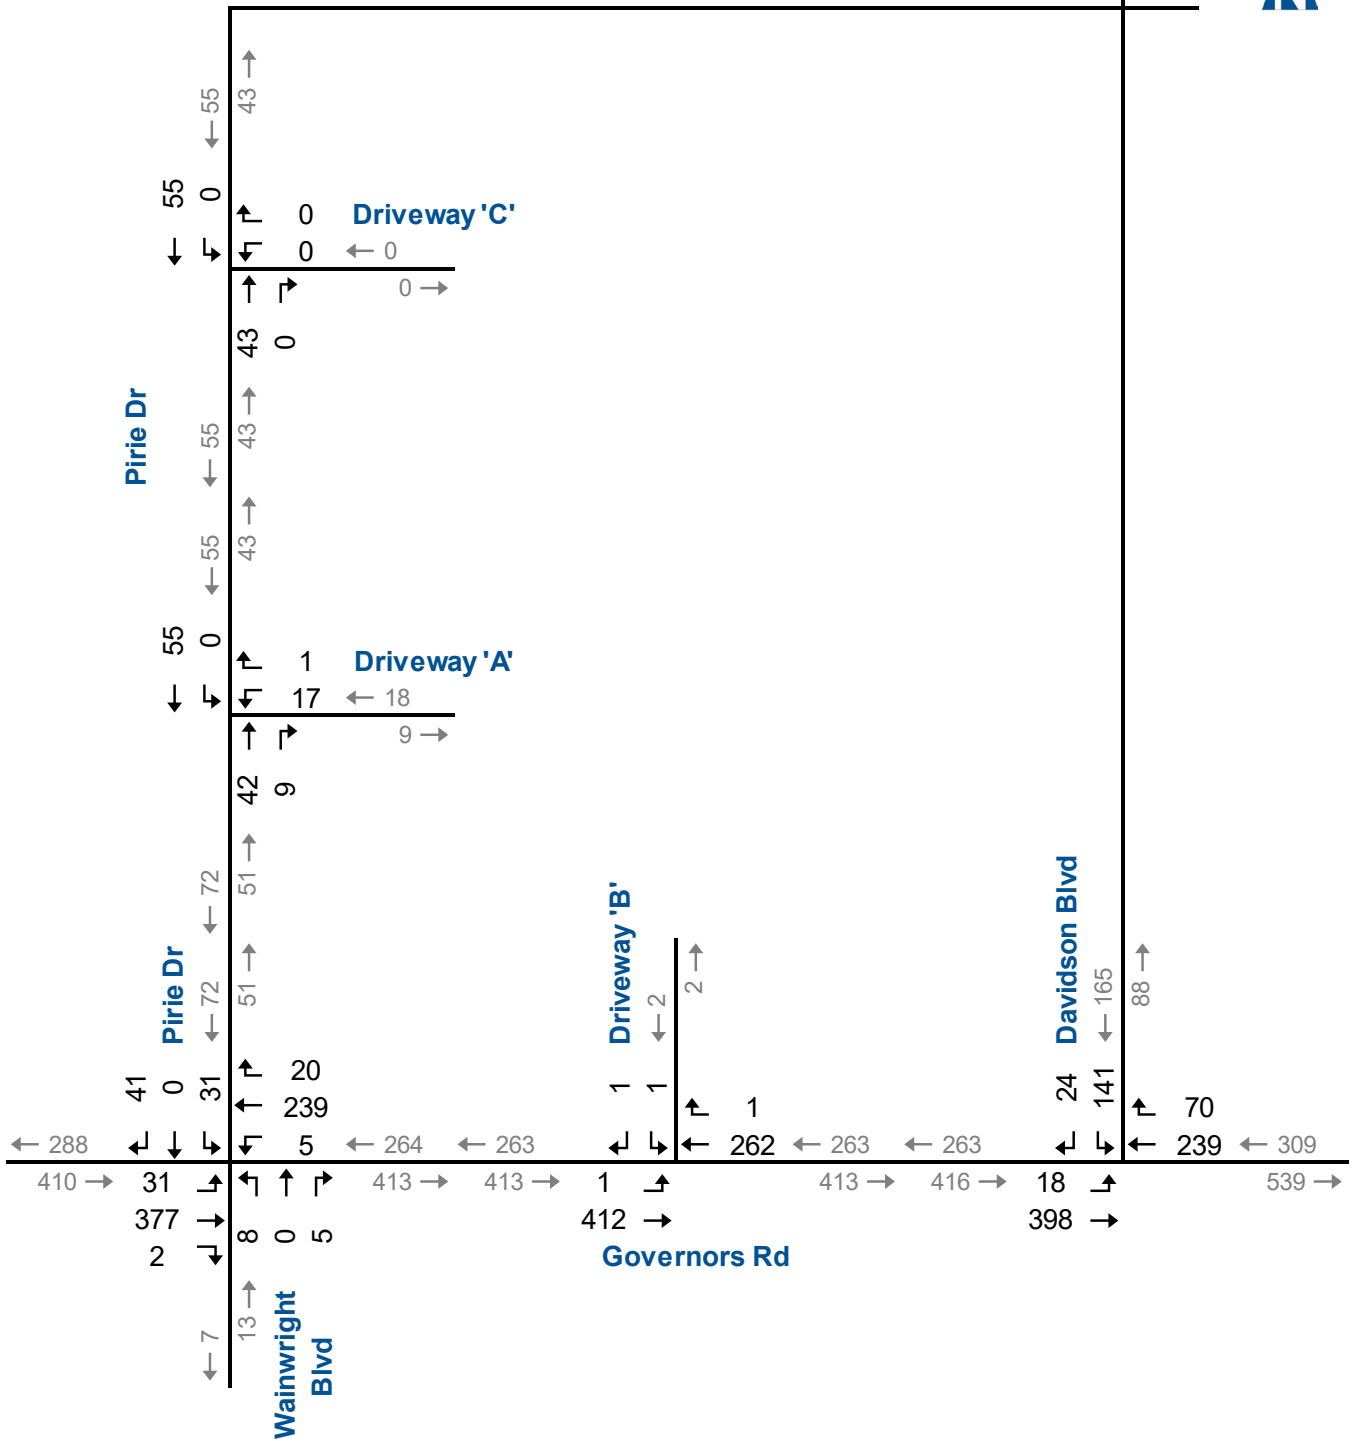 ← 55
43 →
55
0
0 Driveway 'C'
0 ← 0
0 →
43
0
Pirie Dr
← 55
43 →
← 55
43 →
55
0
1 Driveway 'A'
17 ← 18
9 →
42
9
← 72
51 →
Pirie Dr
← 72
51 →
Driveway 'B'
← 2
2 →
Davidson Blvd
← 165
88 →
41
0
31
20
239
← 288
5 ← 264 ← 263
1
1
1
262 ← 263 ← 263
24
141
70
239 ← 309
410 → 31
413 → 413 → 1
413 → 416 → 18
539 →
377
412
398
2
8
0
5
Governors Rd
← 7
13 →
Wainwright
Blvd